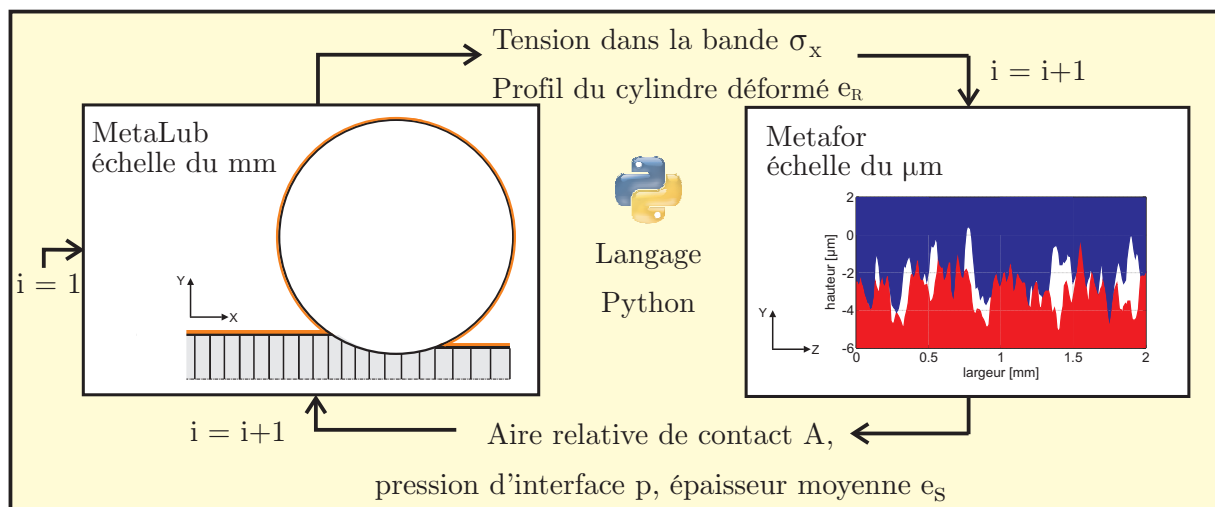 Tension dans la bande σx
Profil du cylindre déformé eR
i = i+1
MetaLub
échelle du mm
Y
X
i = 1
Langage
Python
Metafor
échelle du µm
hauteur [µm]
2
0
-2
-4
-6
0
0.5
1
1.5
2
largeur [mm]
Y
Z
i = i+1
Aire relative de contact A,
pression d'interface p, épaisseur moyenne eS